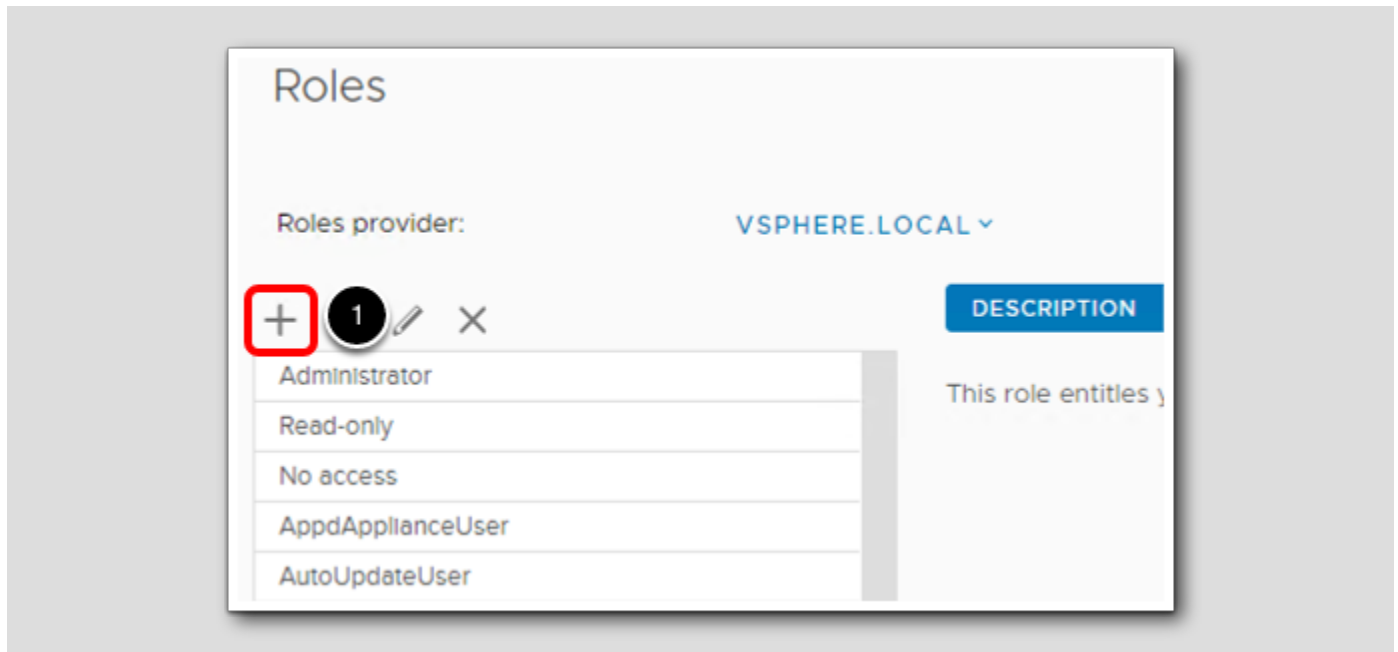 Roles
Roles provider: VSPHERE.LOCAL
1
DESCRIPTION
Administrator
This role entitles y
Read-only
No access
AppdApplianceUser
AutoUpdateUser